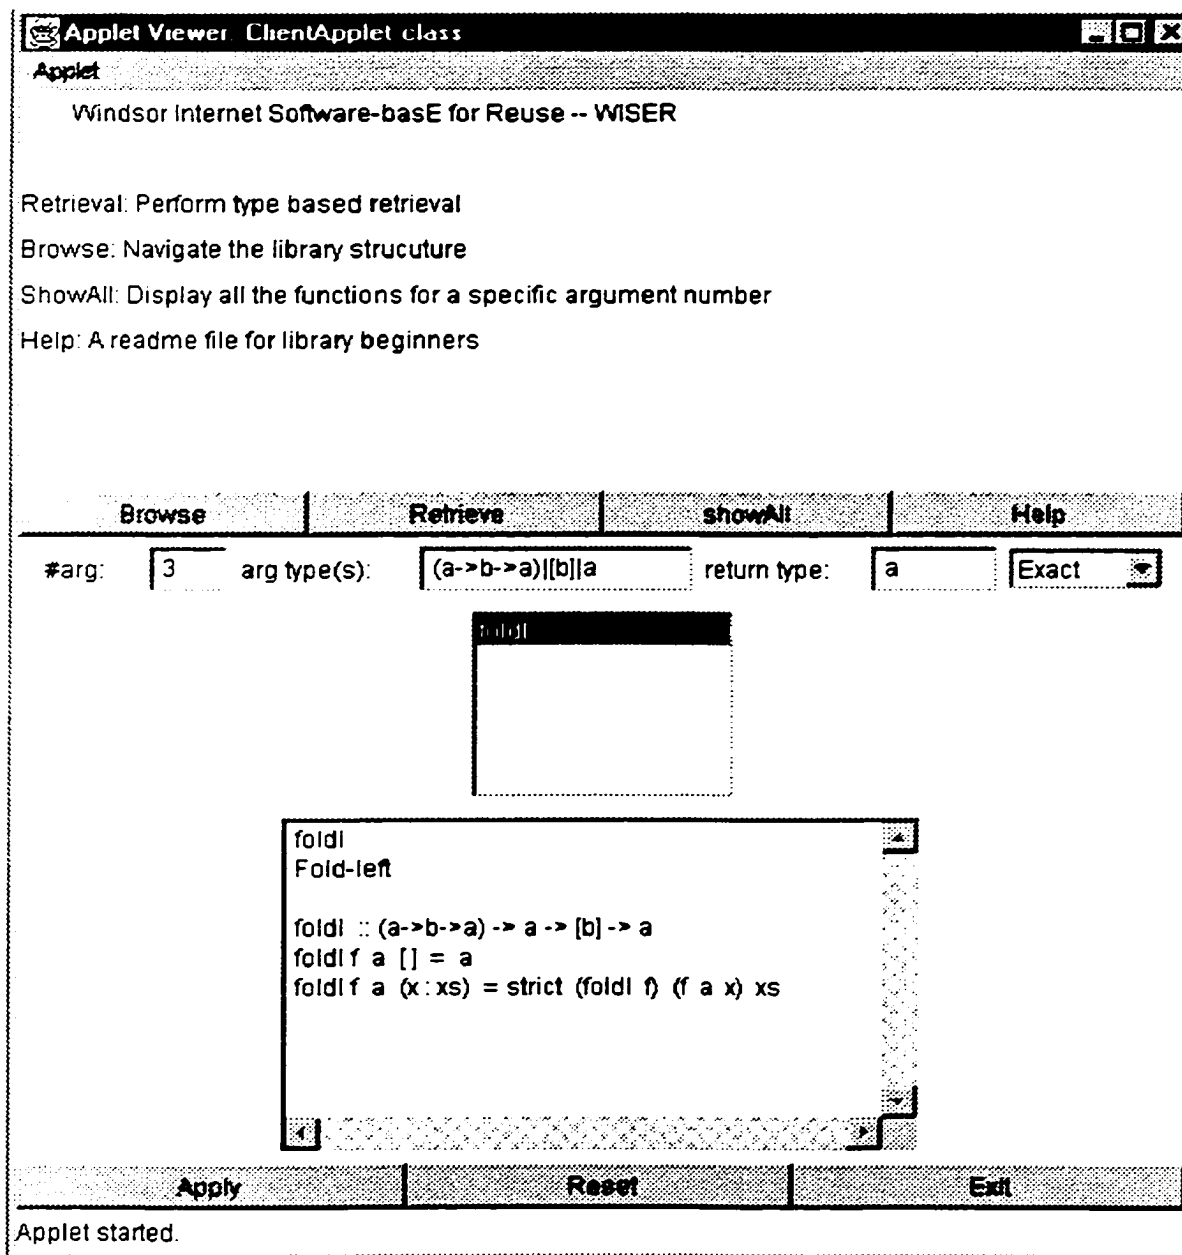 Applet Viewer: ClientApplet class
Applet
Windsor Internet Software-basE for Reuse -- WISER
Retrieval: Perform type based retrieval
Browse: Navigate the library strucuture
ShowAll: Display all the functions for a specific argument number
Help: A readme file for library beginners
Browse Retrieve showAll Help
#arg: 3 arg type(s): (a->b->a)|[b]|a return type: a Exact
foldl
foldl
Fold-left
foldl :: (a->b->a) -> a -> [b] -> a
foldl f a [] = a
foldl f a (x:xs) = strict (foldl f) (f a x) xs
Apply Reset Exit
Applet started.